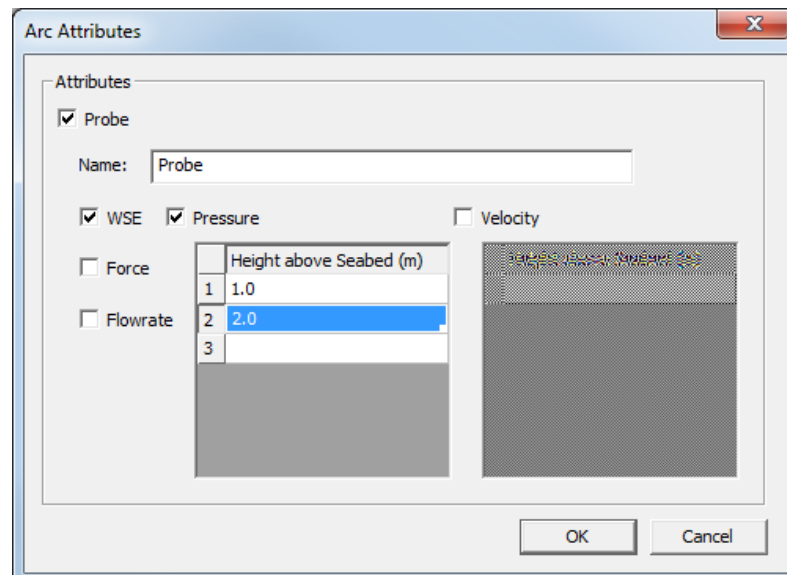 Arc Attributes
Attributes
Probe
Name: Probe
WSE Pressure Velocity
Force
Flowrate
Height above Seabed (m)
1 1.0
2 2.0
3
OK Cancel